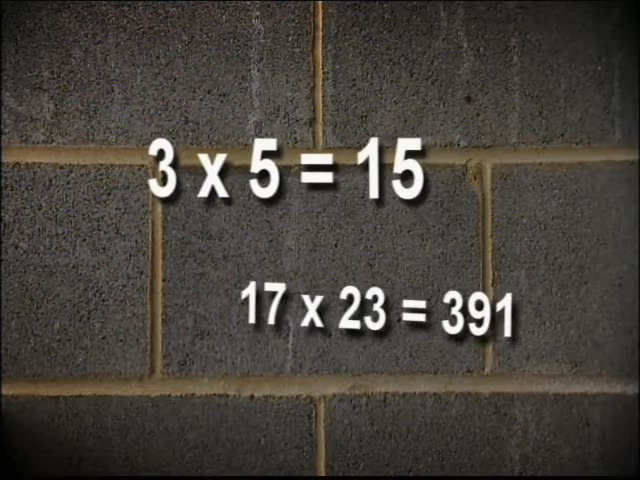 3 x 5 = 15
17 x 23 = 391